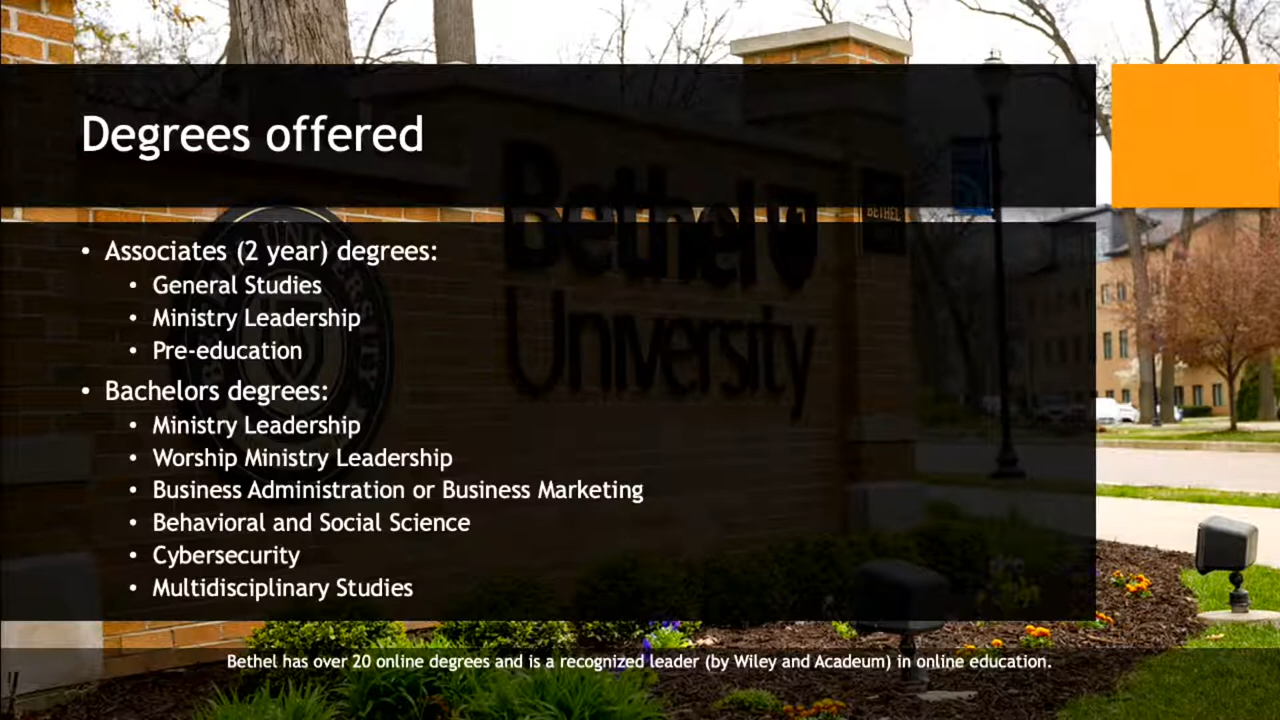 Degrees offered
Bethel
BETHEL
University
• Associates (2 year) degrees:
• General Studies
• Ministry Leadership
• Pre-education
• Bachelors degrees:
• Ministry Leadership
• Worship Ministry Leadership
• Business Administration or Business Marketing
• Behavioral and Social Science
• Cybersecurity
• Multidisciplinary Studies
Bethel has over 20 online degrees and is a recognized leader (by Wiley and Acadeum) in online education.